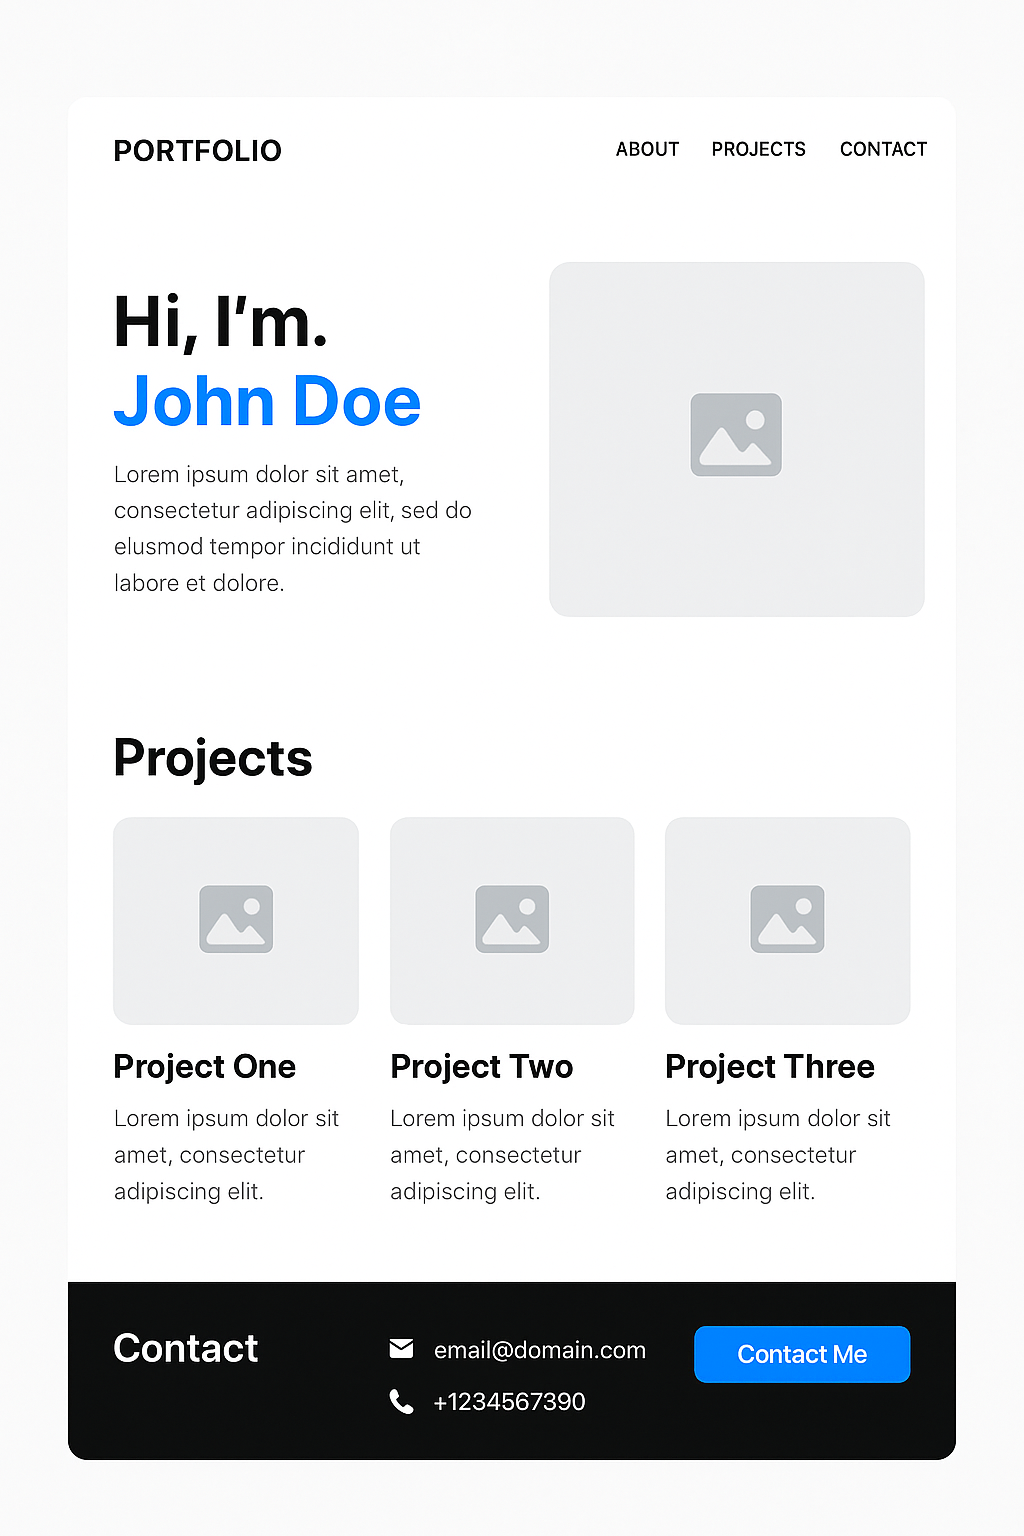 PORTFOLIO
ABOUT PROJECTS CONTACT
Hi, I'm.
John Doe
Lorem ipsum dolor sit amet,
consectetur adipiscing elit, sed do
elusmod tempor incididunt ut
labore et dolore.
Projects
Project One
Lorem ipsum dolor sit
amet, consectetur
adipiscing elit.
Project Two
Lorem ipsum dolor sit
amet, consectetur
adipiscing elit.
Project Three
Lorem ipsum dolor sit
amet, consectetur
adipiscing elit.
Contact
email@domain.com
+1234567390
Contact Me